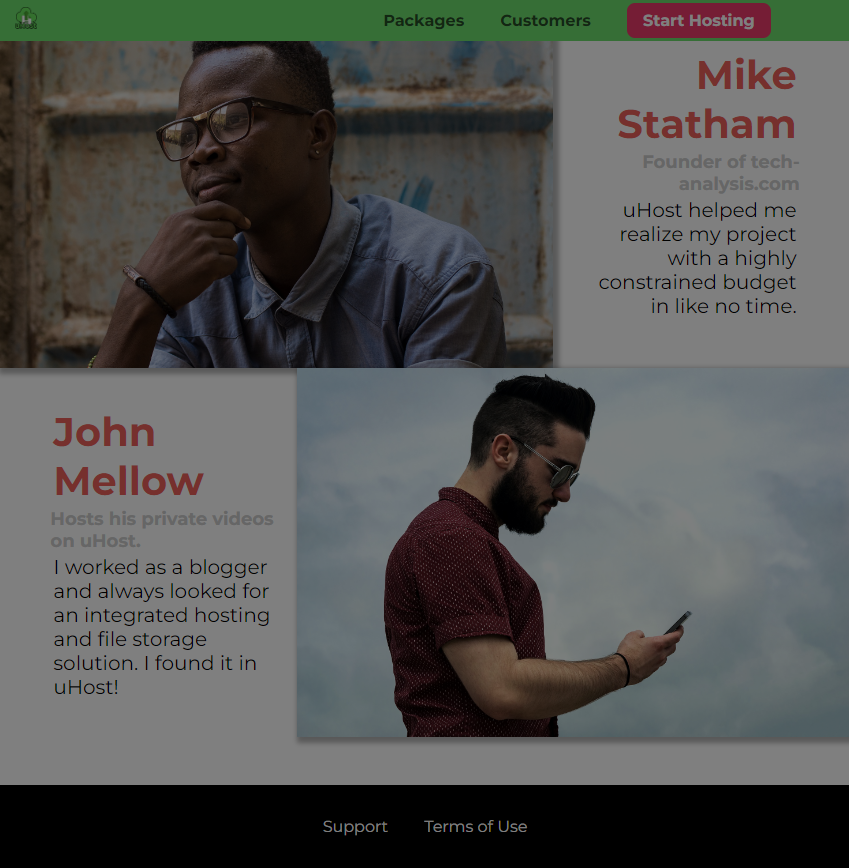 Packages Customers Start Hosting
Mike
Statham
Founder of tech-
analysis.com
uHost helped me
realize my project
with a highly
constrained budget
in like no time.
John
Mellow
Hosts his private videos
on uHost.
I worked as a blogger
and always looked for
an integrated hosting
and file storage
solution. I found it in
uHost!
Support Terms of Use